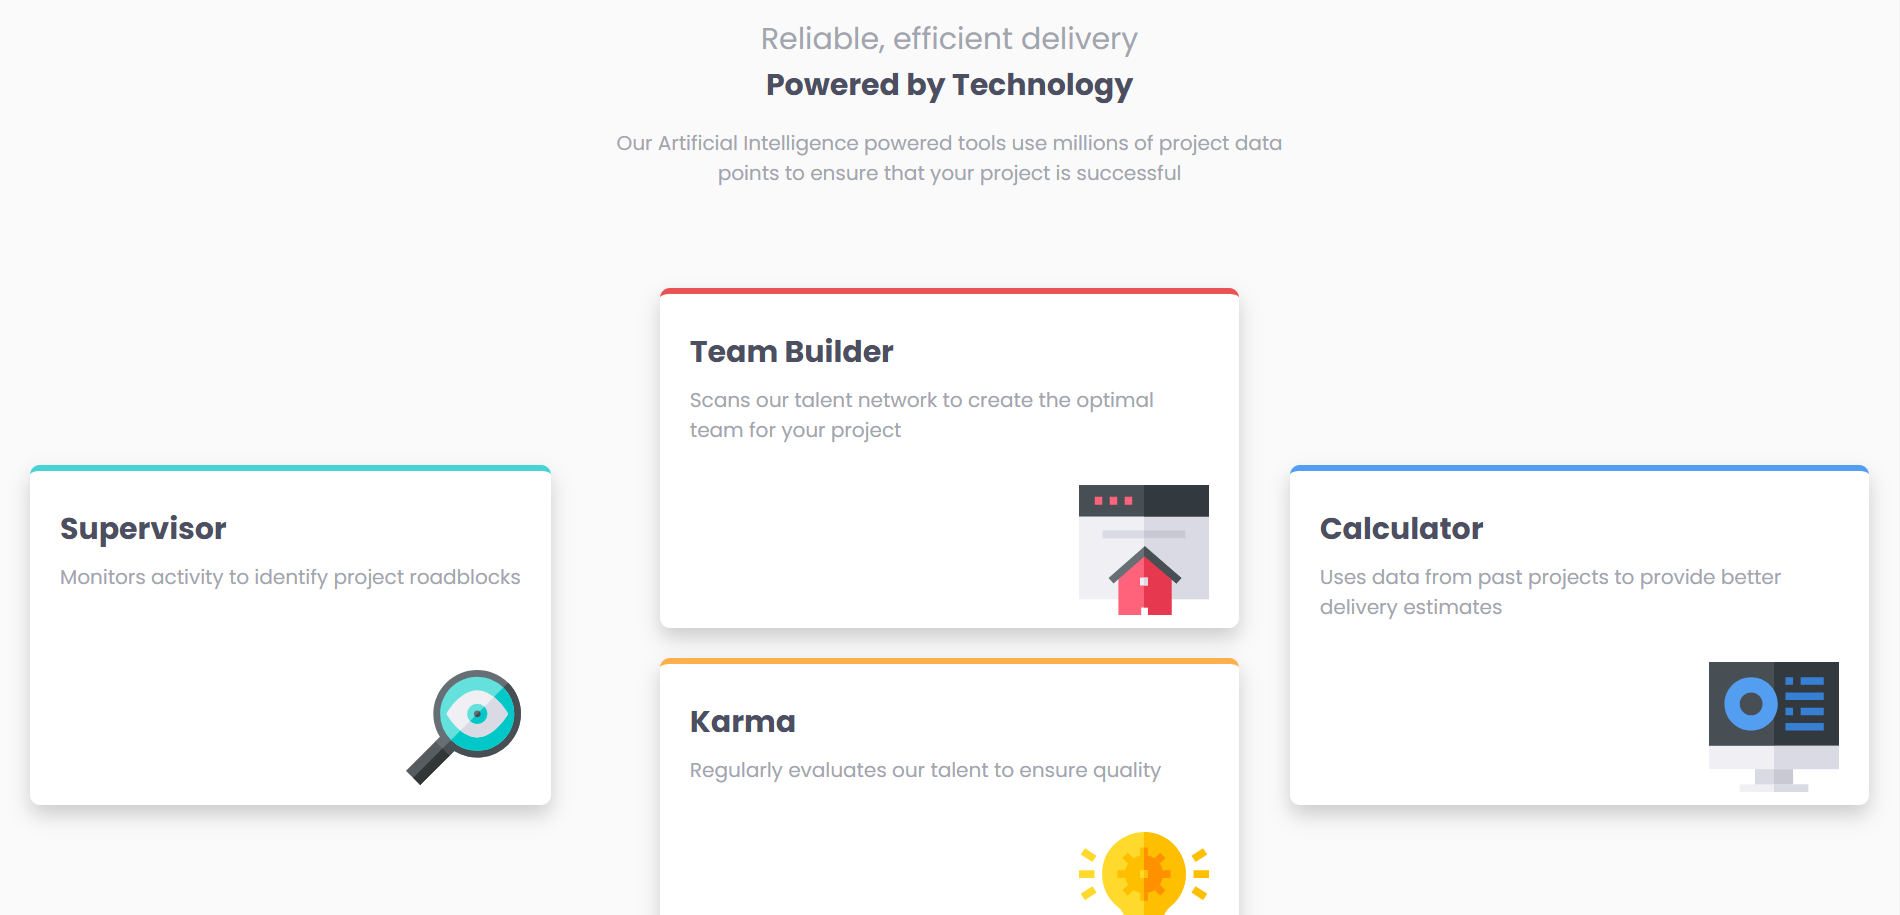 Reliable, efficient delivery
Powered by Technology
Our Artificial Intelligence powered tools use millions of project data
points to ensure that your project is successful
Team Builder
Scans our talent network to create the optimal
team for your project
Supervisor
Monitors activity to identify project roadblocks
Calculator
Uses data from past projects to provide better
delivery estimates
Karma
Regularly evaluates our talent to ensure quality